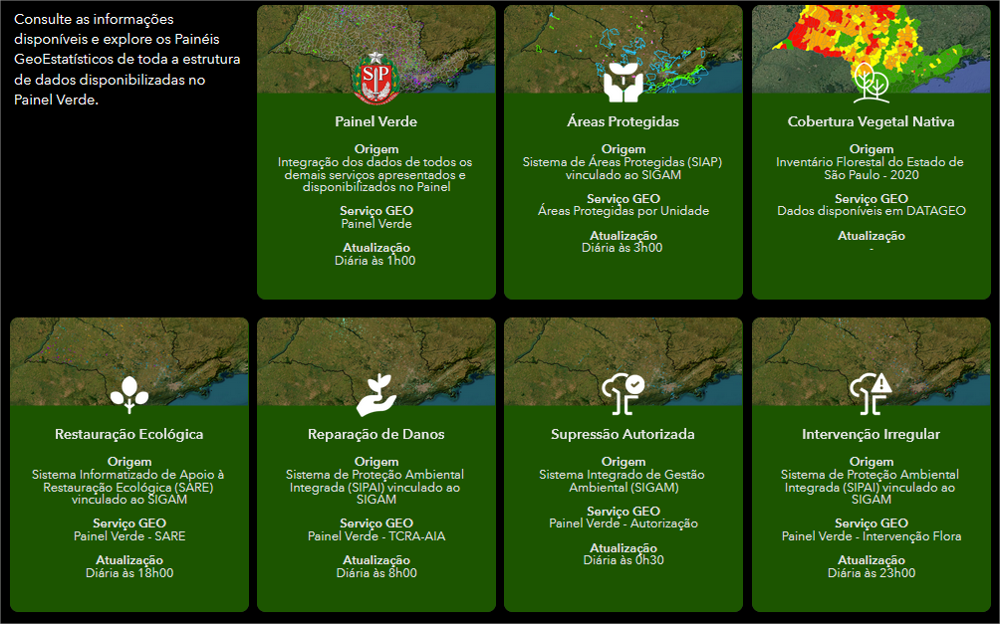 Consulte as informações
disponíveis e explore os Painéis
GeoEstatísticos de toda a estrutura
de dados disponibilizadas no
Painel Verde.
SP
Painel Verde
Origem
Integração dos dados de todos os
demais serviços apresentados e
disponibilizados no Painel
Serviço GEO
Painel Verde
Atualização
Diária às 1h00
Áreas Protegidas
Origem
Sistema de Áreas Protegidas (SIAP)
vinculado ao SIGAM
Serviço GEO
Áreas Protegidas por Unidade
Atualização
Diária às 3h00
Cobertura Vegetal Nativa
Origem
Inventário Florestal do Estado de
São Paulo - 2020
Serviço GEO
Dados disponíveis em DATAGEO
Atualização
-
Restauração Ecológica
Origem
Sistema Informatizado de Apoio à
Restauração Ecológica (SARE)
vinculado ao SIGAM
Serviço GEO
Painel Verde - SARE
Atualização
Diária às 18h00
Reparação de Danos
Origem
Sistema de Proteção Ambiental
Integrada (SIPAI) vinculado ao
SIGAM
Serviço GEO
Painel Verde - TCRA-AIA
Atualização
Diária às 8h00
Supressão Autorizada
Origem
Sistema Integrado de Gestão
Ambiental (SIGAM)
Serviço GEO
Painel Verde - Autorização
Atualização
Diária às 0h30
Intervenção Irregular
Origem
Sistema de Proteção Ambiental
Integrada (SIPAI) vinculado ao
SIGAM
Serviço GEO
Painel Verde - Intervenção Flora
Atualização
Diária às 23h00